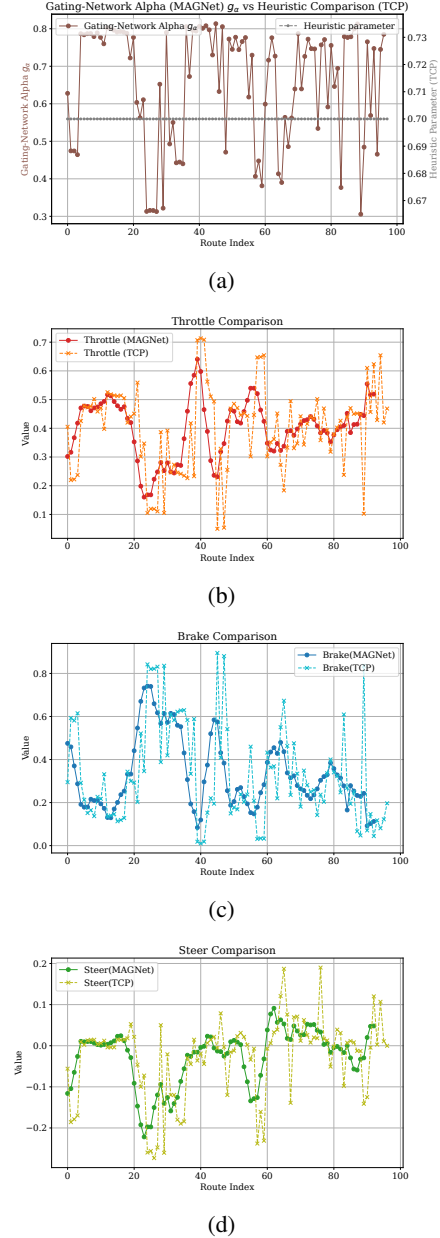 Gating-Network Alpha (MAGNet) gα vs Heuristic Comparison (TCP)
Gating-Network Alpha gα
Heuristic parameter
0.8
0.7
0.6
0.5
0.4
0.3
Gating-Network Alpha gα
0.73
0.72
0.71
0.70
0.69
0.68
0.67
Heuristic Parameter (TCP)
0 20 40 60 80 100
Route Index
(a)
Throttle Comparison
Throttle (MAGNet)
Throttle (TCP)
0.7
0.6
0.5
0.4
0.3
0.2
0.1
Value
0 20 40 60 80 100
Route Index
(b)
Brake Comparison
Brake(MAGNet)
Brake(TCP)
0.8
0.6
0.4
0.2
0.0
Value
0 20 40 60 80 100
Route Index
(c)
Steer Comparison
Steer(MAGNet)
Steer(TCP)
0.2
0.1
0.0
−0.1
−0.2
Value
0 20 40 60 80 100
Route Index
(d)